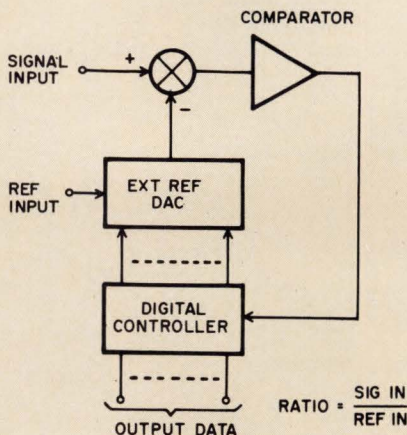 COMPARATOR
SIGNAL
INPUT
+
−
REF
INPUT
EXT REF
DAC
DIGITAL
CONTROLLER
OUTPUT DATA
RATIO = SIG IN
REF IN